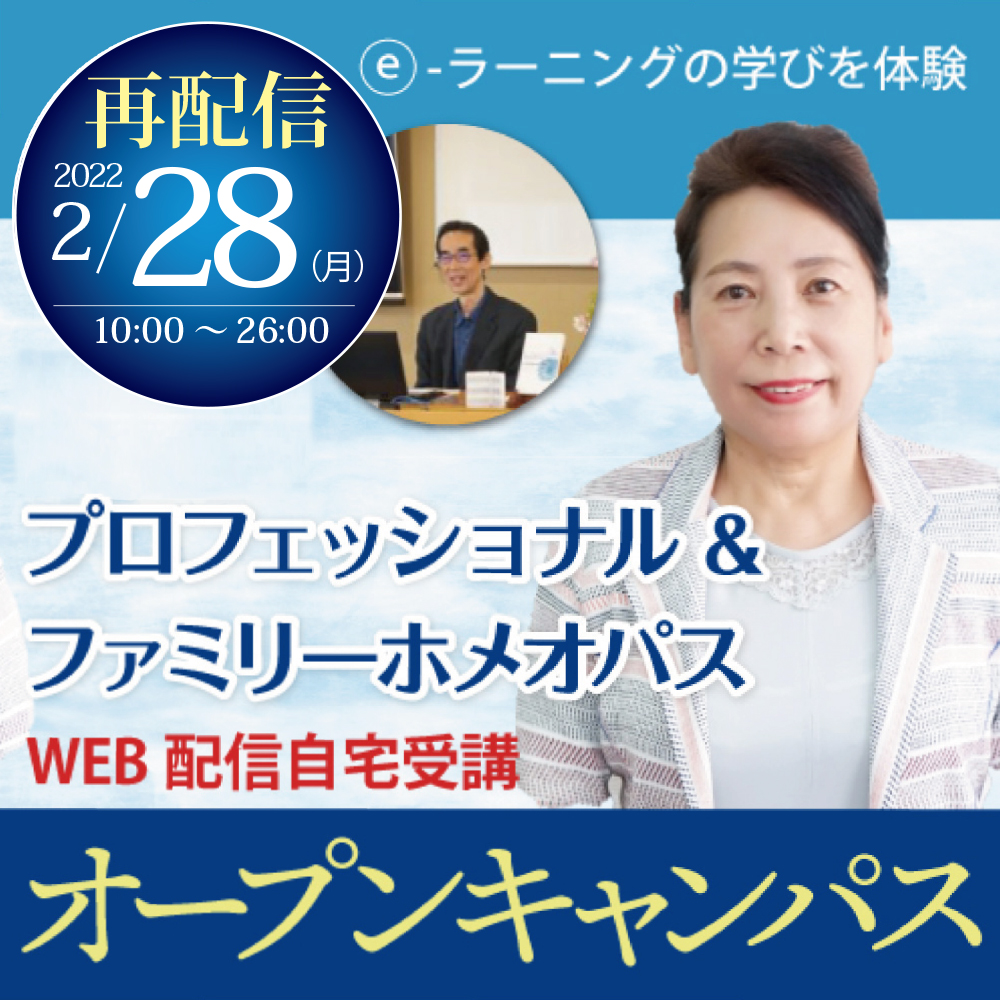 ⓔ-ラーニングの学びを体験
再配信
2022
2/28(月)
10:00 ～ 26:00
プロフェッショナル &
ファミリーホメオパス
WEB 配信自宅受講
オープンキャンパス